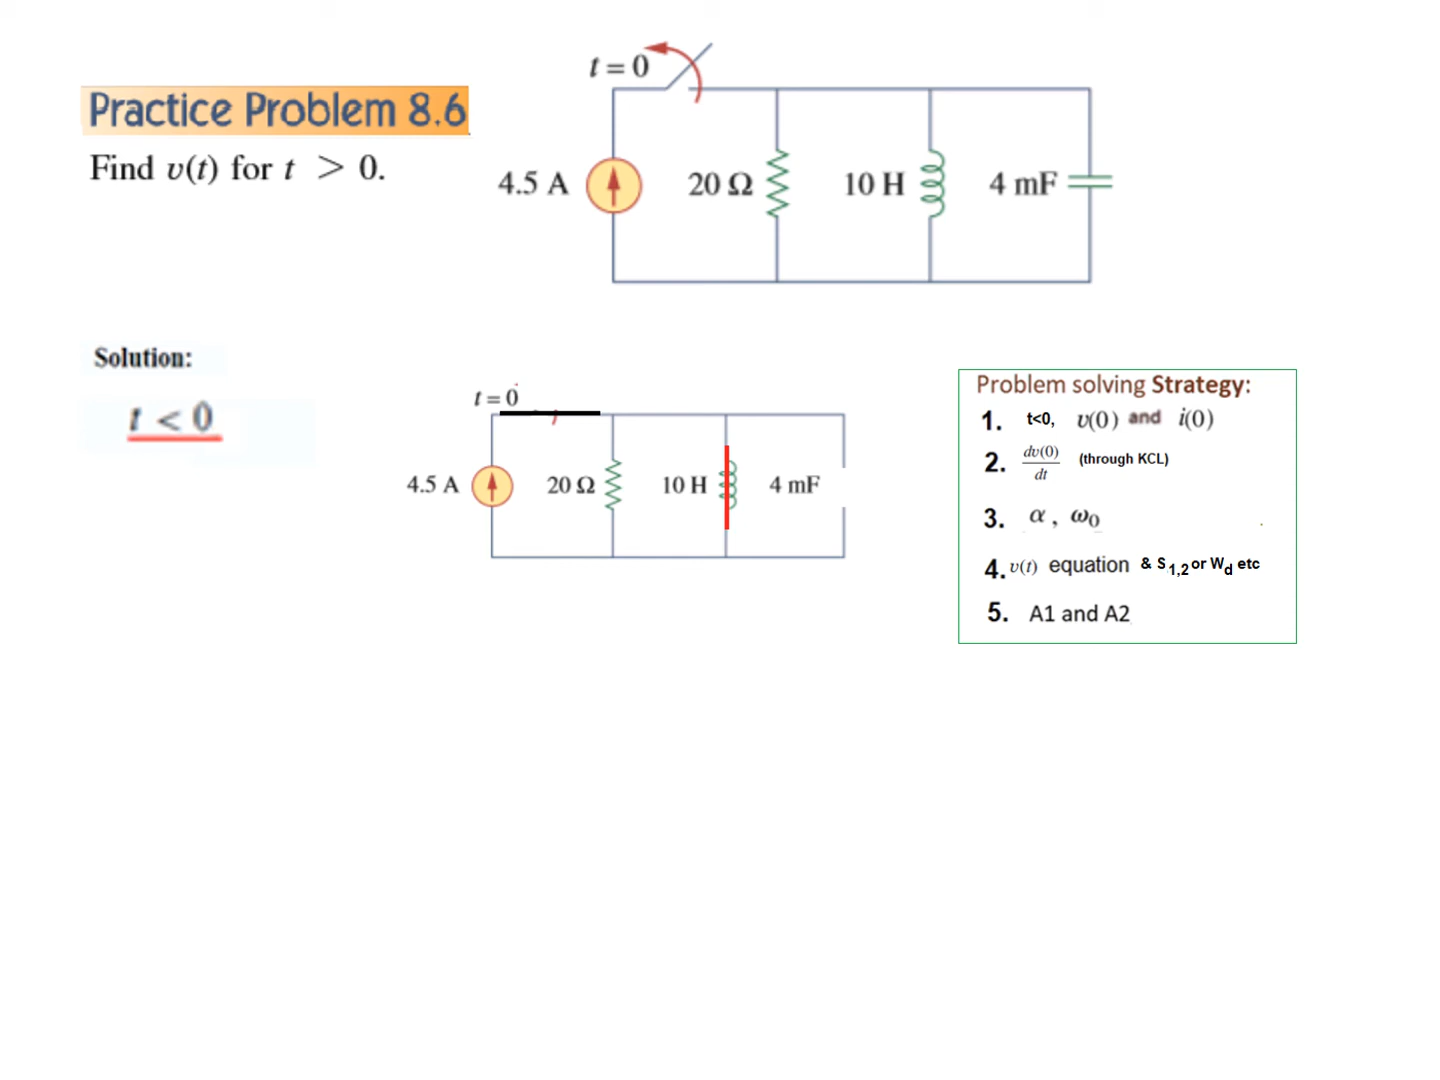 t = 0
Practice Problem 8.6
Find v(t) for t > 0.
4.5 A
20 Ω
10 H
4 mF
Solution:
t < 0
t = 0
4.5 A
20 Ω
10 H
4 mF
Problem solving Strategy:
1. t<0, v(0) and i(0)
2. dv(0)/dt (through KCL)
3. α , ω0
4. v(t) equation & S1,2 or Wd etc
5. A1 and A2